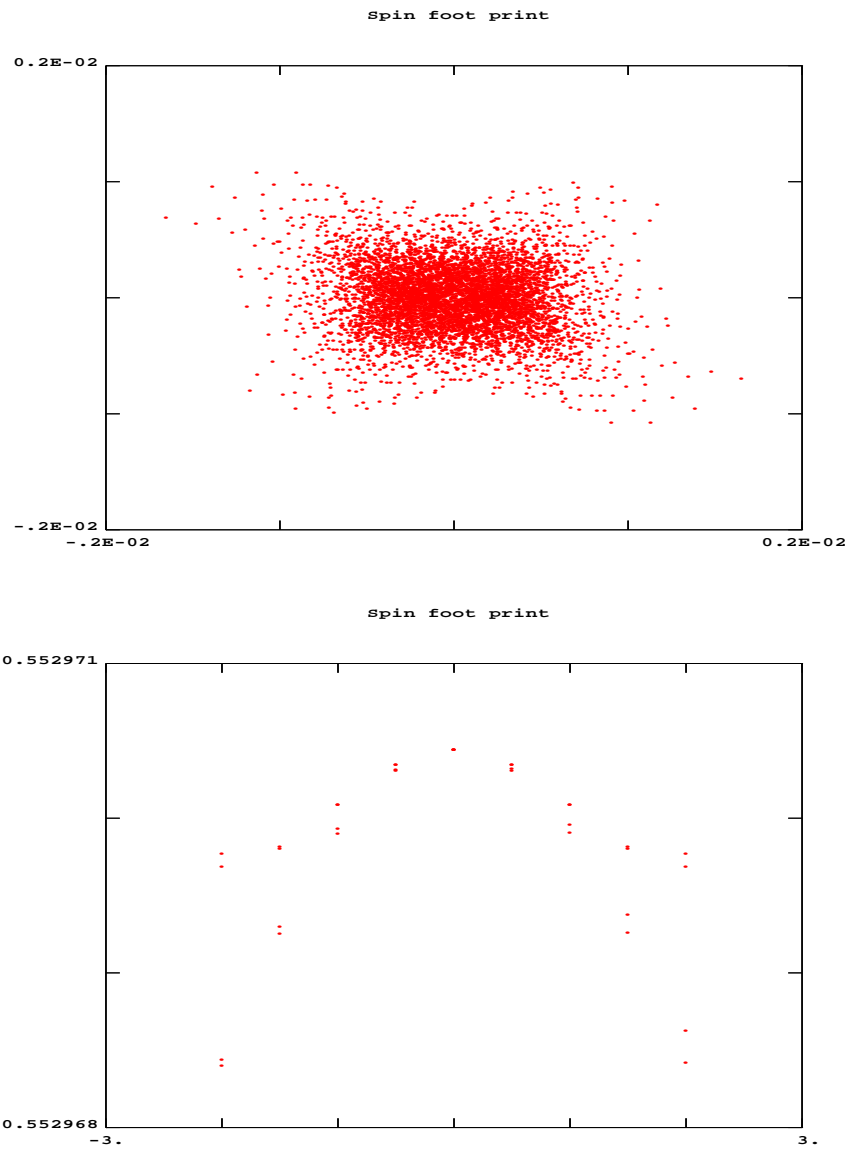 Spin foot print
0.2E-02
-.2E-02
-.2E-02 0.2E-02
Spin foot print
0.552971
0.552968
-3. 3.